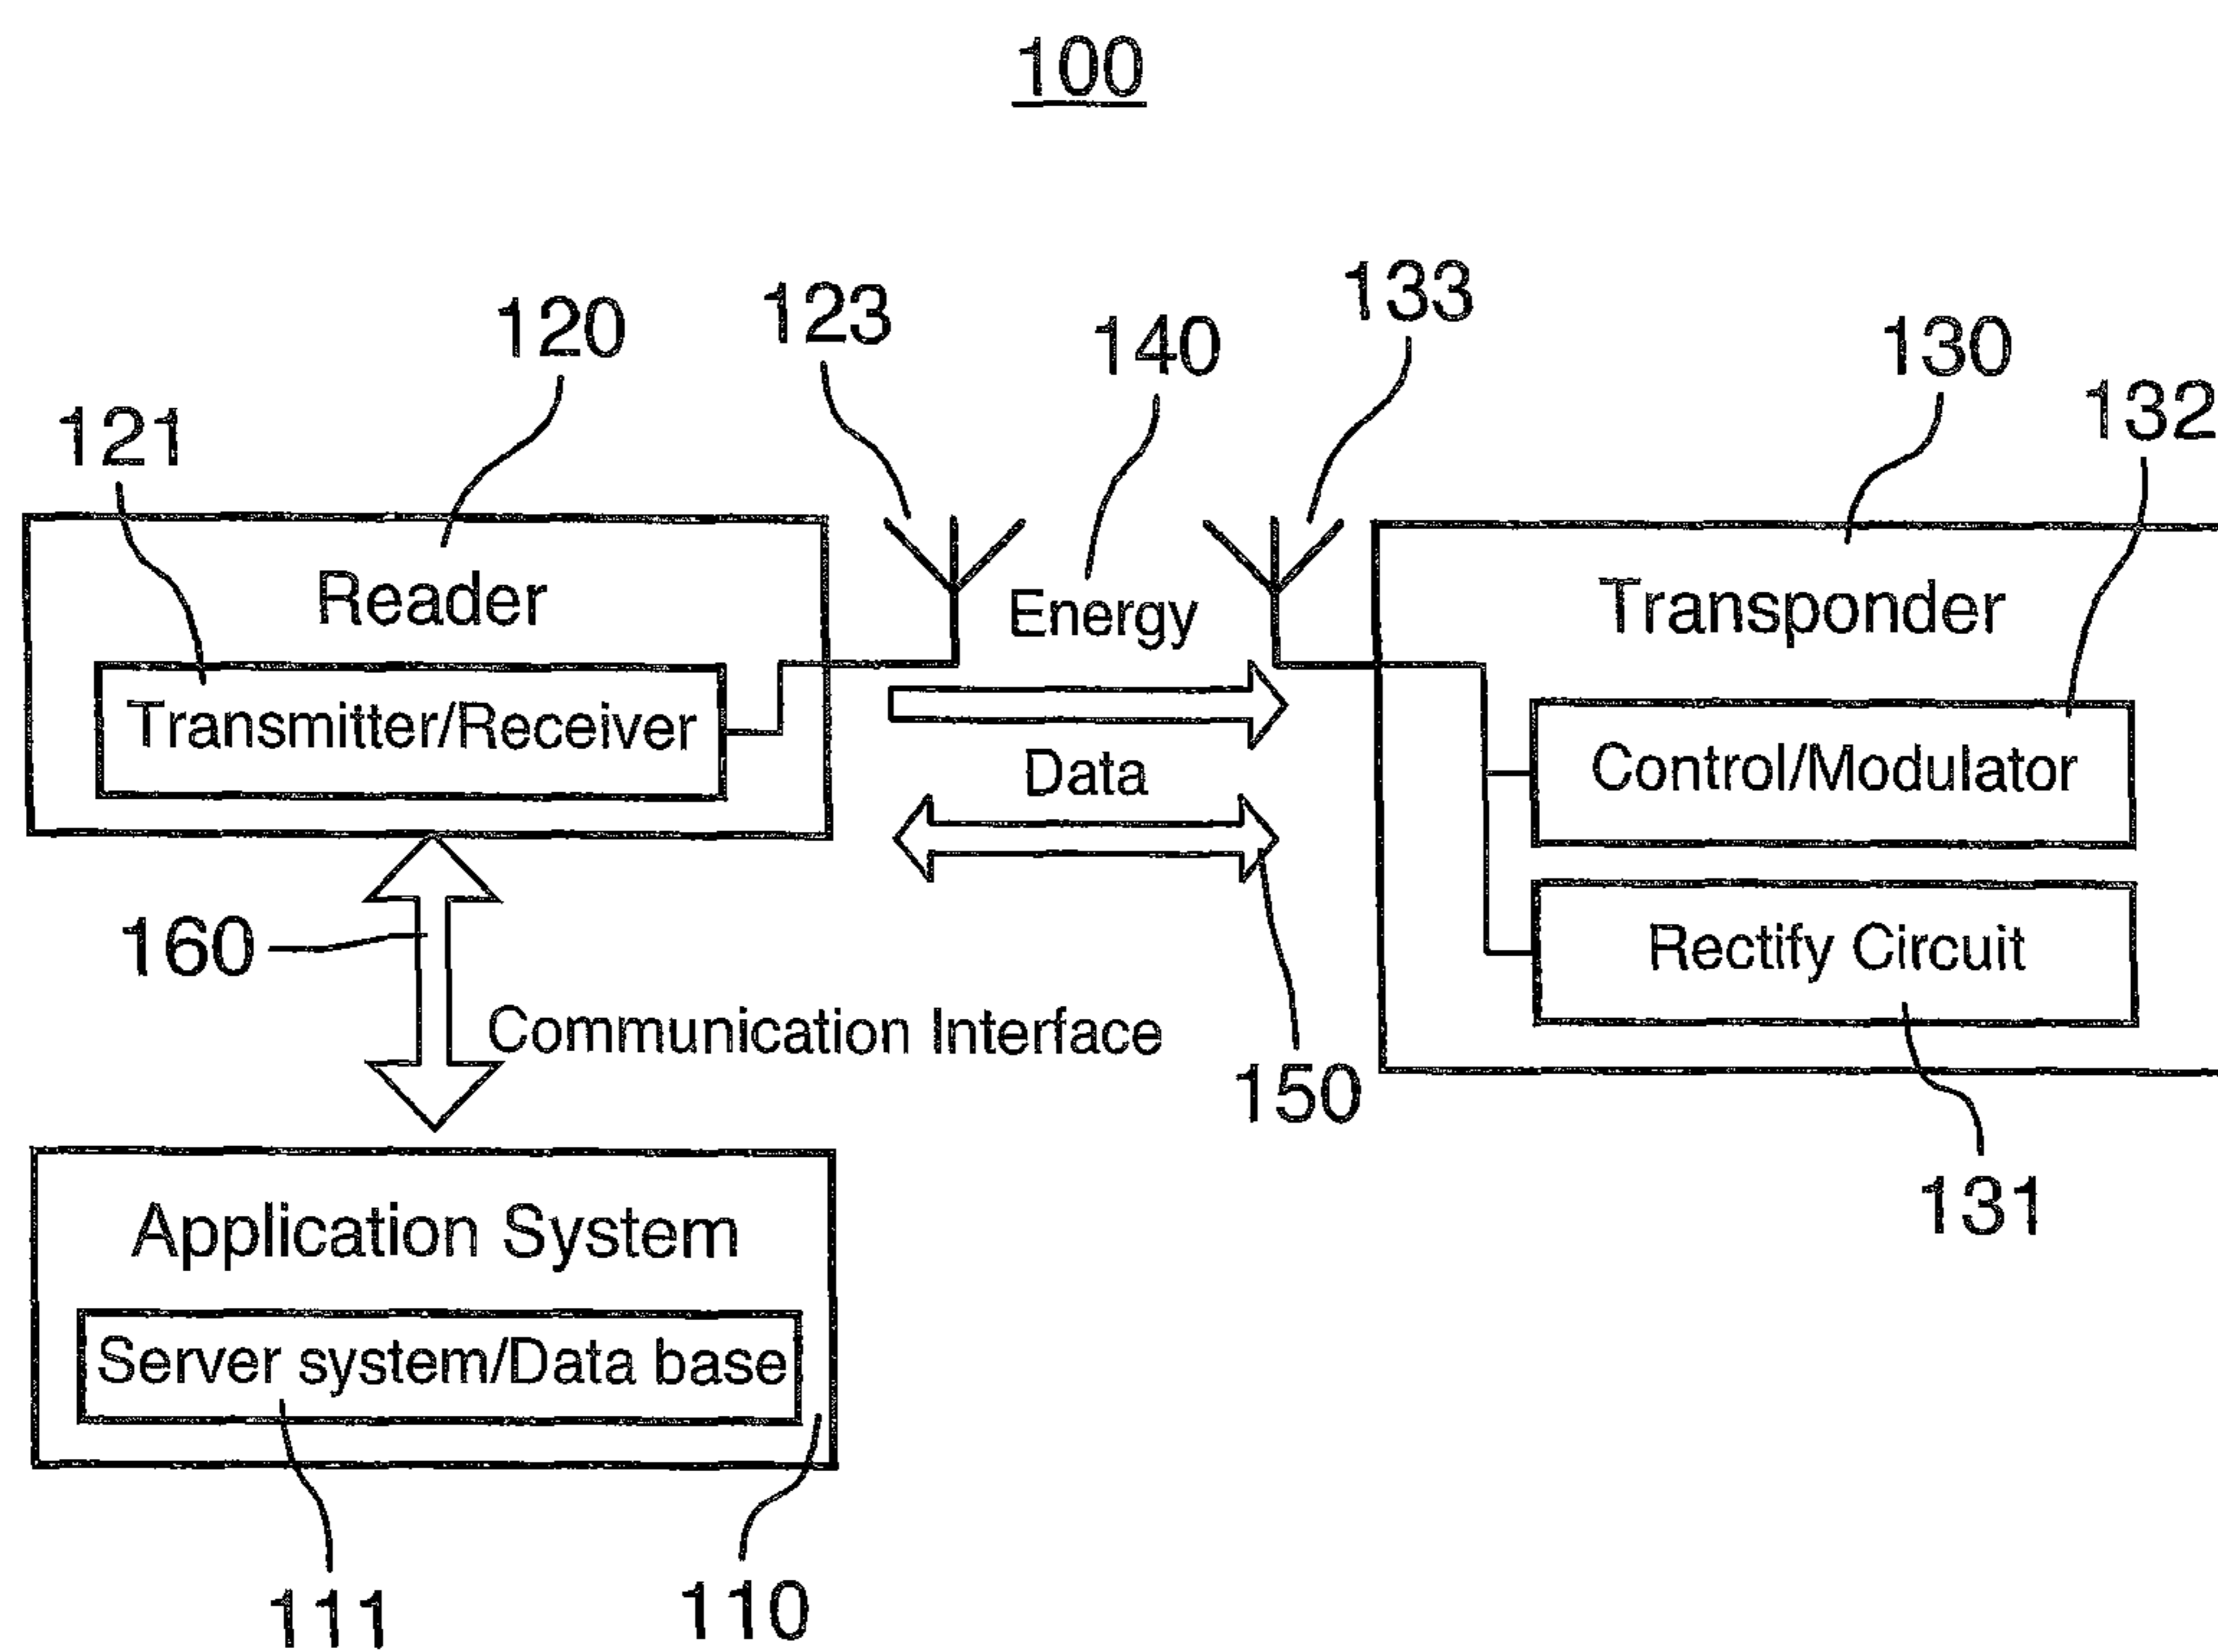 100
120
123
133
140
130
132
121
Reader
Energy
Transponder
Transmitter/Receiver
Data
Control/Modulator
160
Rectify Circuit
Communication Interface
150
131
Application System
Server system/Data base
111
110